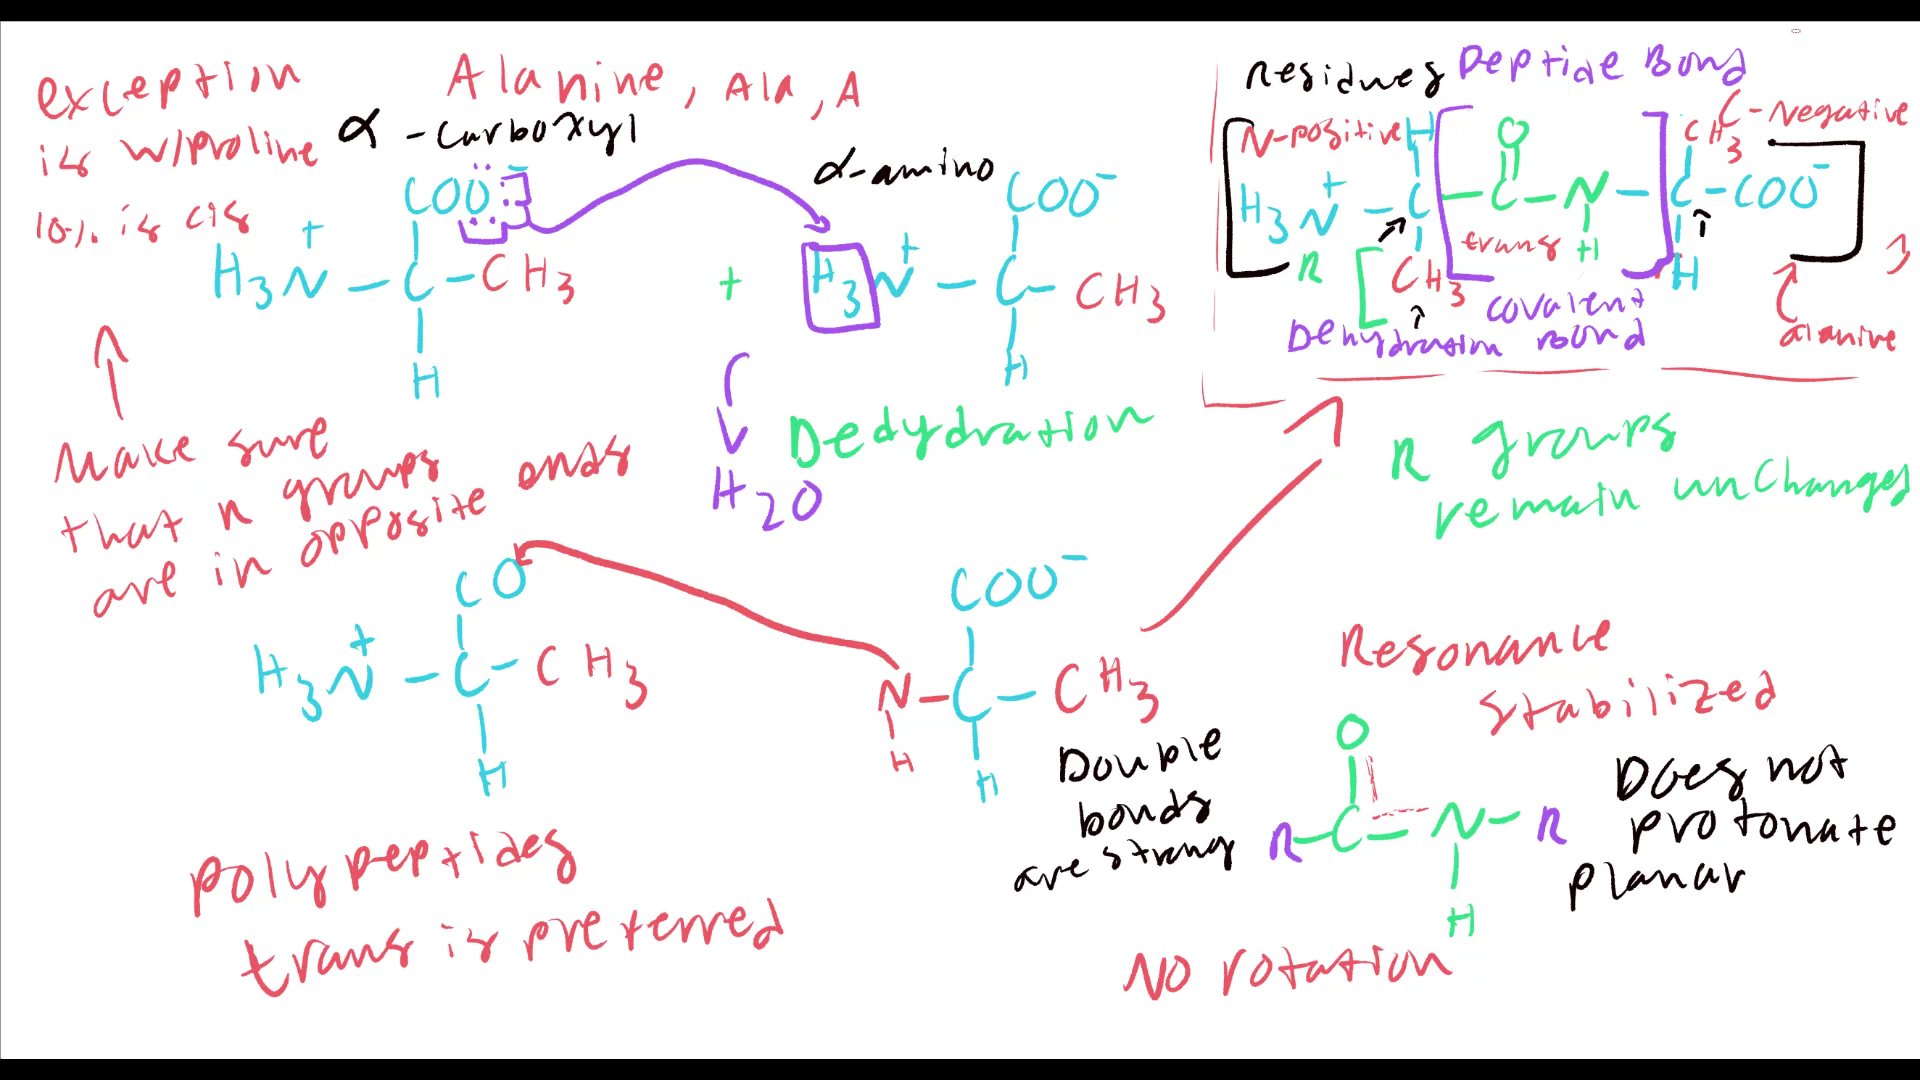 exception
is w/proline
10% is cis
Alanine, Ala, A
α-carboxyl
COO⁻
H₃N⁺ – C – CH₃
H
+
α-amino
COO⁻
H₃N⁺ – C – CH₃
H
H₂O
Dedydration
Residues Peptide Bond
N-positive H O CH₃ C-Negative
H₃N⁺ – C – C – N – C – COO⁻
R CH₃ trans H H
covalent
Dehydration Bond
alanine
Make sure
that n groups
are in opposite ends
R groups
remain unchanges
CO
H₃N⁺ – C – CH₃
H
COO⁻
N – C – CH₃
H H
Polypeptides
trans is preferred
Double
bonds
are strong
Resonance
stabilized
O
R – C – N – R
H
Does not
protonate
planar
No rotation